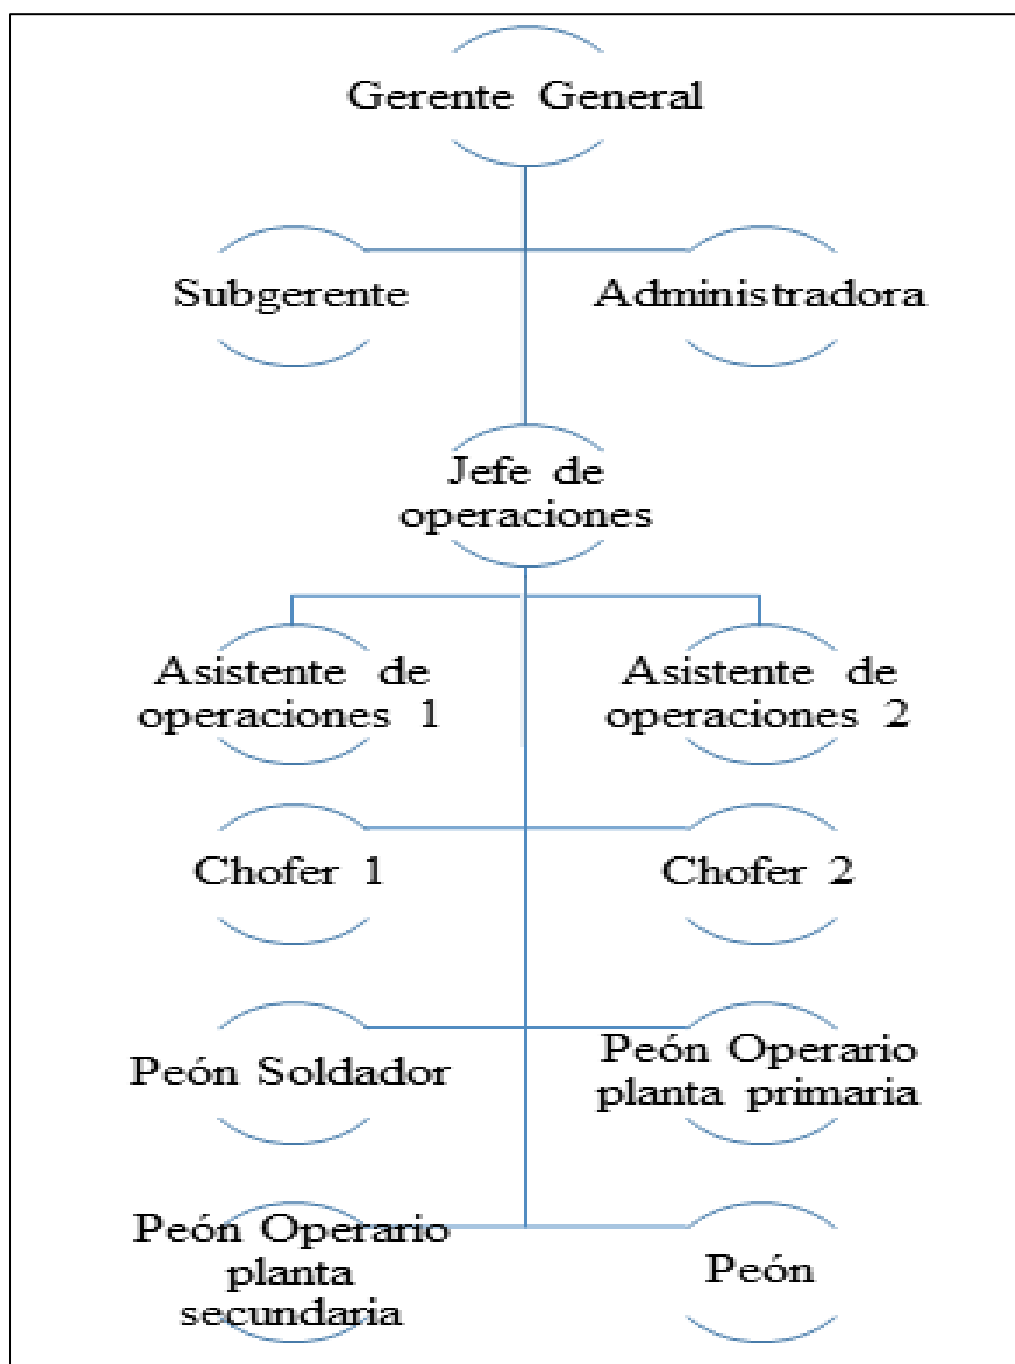 Gerente General
Subgerente
Administradora
Jefe de
operaciones
Asistente de
operaciones 1
Asistente de
operaciones 2
Chofer 1
Chofer 2
Peón Soldador
Peón Operario
planta primaria
Peón Operario
planta
secundaria
Peón